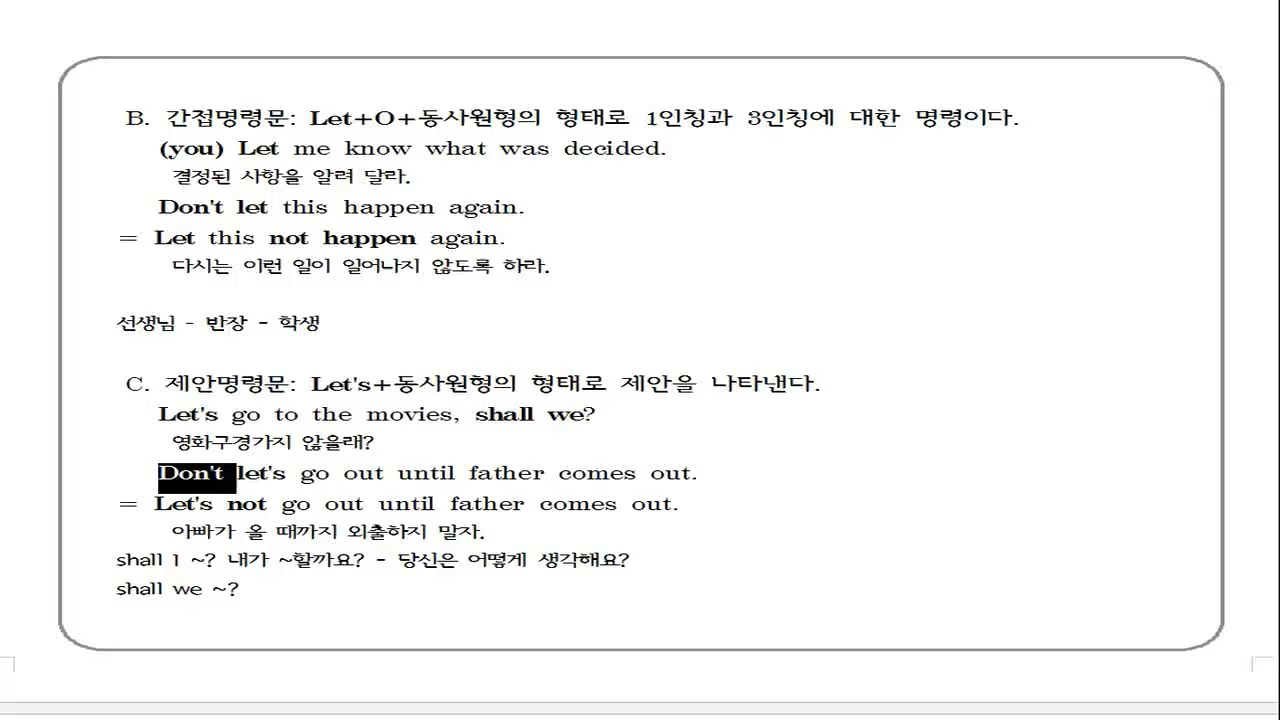 B. 간접명령문: Let+O+동사원형의 형태로 1인칭과 3인칭에 대한 명령이다.
(you) Let me know what was decided.
결정된 사항을 알려 달라.
Don't let this happen again.
= Let this not happen again.
다시는 이런 일이 일어나지 않도록 하라.
선생님 - 반장 - 학생
C. 제안명령문: Let's+동사원형의 형태로 제안을 나타낸다.
Let's go to the movies, shall we?
영화구경가지 않을래?
Don't let's go out until father comes out.
= Let's not go out until father comes out.
아빠가 올 때까지 외출하지 말자.
shall I ~? 내가 ~할까요? - 당신은 어떻게 생각해요?
shall we ~?